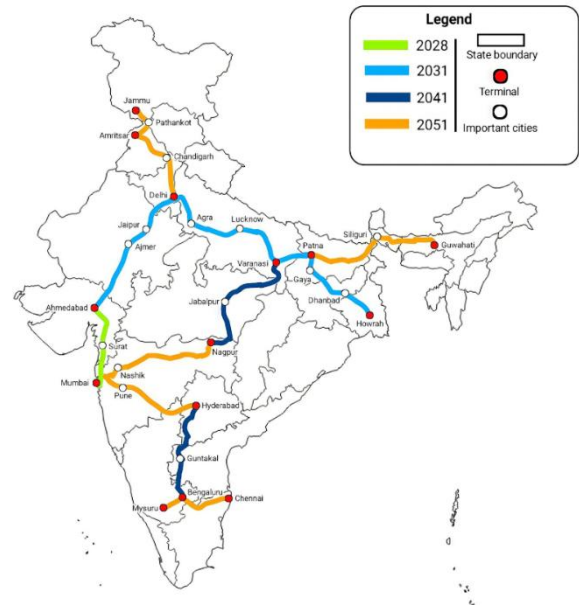 Legend
2028
2031
2041
2051
State boundary
Terminal
Important cities
Jammu
Pathankot
Amritsar
Chandigarh
Delhi
Agra
Lucknow
Jaipur
Ajmer
Varanasi
Patna
Siliguri
Guwahati
Gaya
Dhanbad
Howrah
Ahmedabad
Jabalpur
Surat
Nagpur
Nashik
Mumbai
Pune
Hyderabad
Guntakal
Bengaluru
Chennai
Mysuru